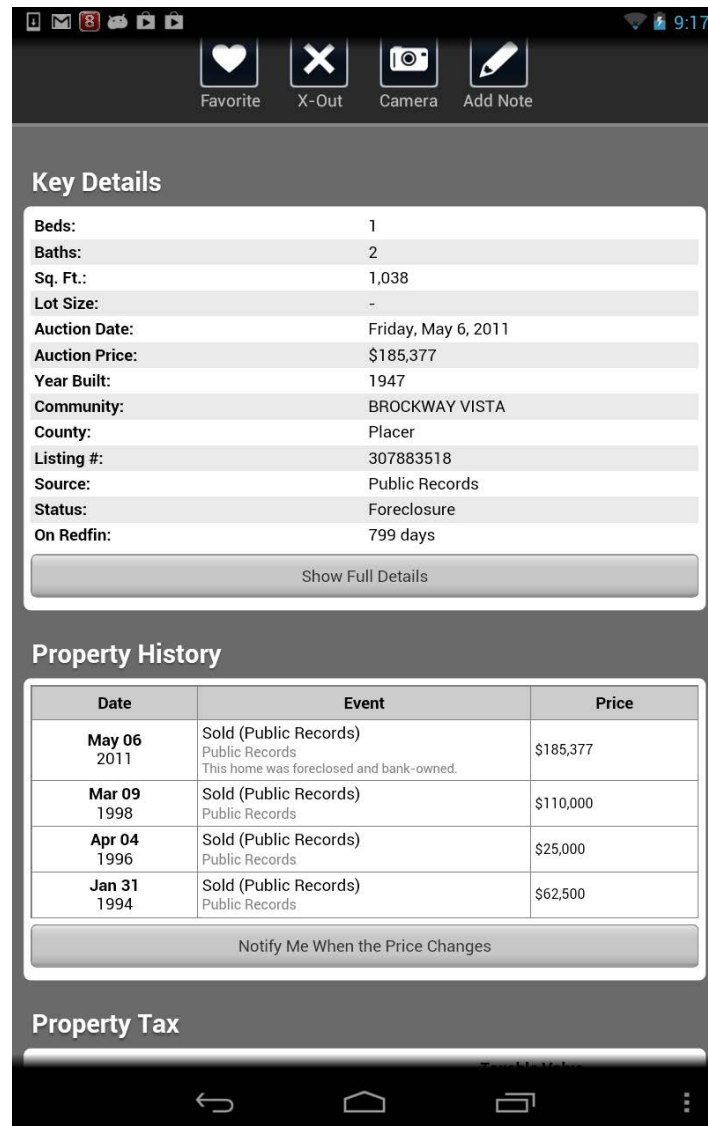 8 9:17
Favorite X-Out Camera Add Note
Key Details
Beds: 1
Baths: 2
Sq. Ft.: 1,038
Lot Size: -
Auction Date: Friday, May 6, 2011
Auction Price: $185,377
Year Built: 1947
Community: BROCKWAY VISTA
County: Placer
Listing #: 307883518
Source: Public Records
Status: Foreclosure
On Redfin: 799 days
Show Full Details
Property History
Date Event Price
May 06 2011 Sold (Public Records) $185,377
Public Records
This home was foreclosed and bank-owned.
Mar 09 1998 Sold (Public Records) $110,000
Public Records
Apr 04 1996 Sold (Public Records) $25,000
Public Records
Jan 31 1994 Sold (Public Records) $62,500
Public Records
Notify Me When the Price Changes
Property Tax